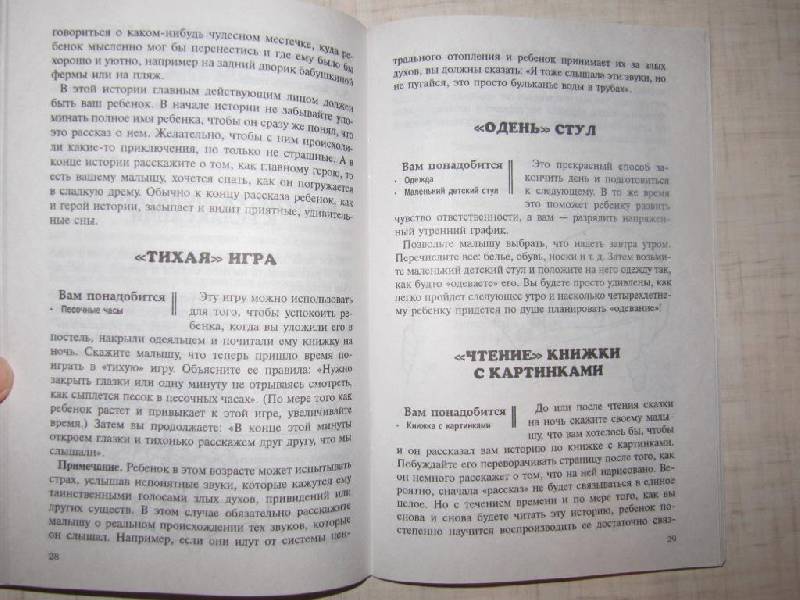 говориться о каком-нибудь чудесном местечке, куда ре-
бенок мысленно мог бы перенестись и где ему было бы
хорошо и уютно, например на задний дворик бабушкиной
фермы или на пляж.
В этой истории главным действующим лицом должен
быть ваш ребенок. В начале истории не забывайте упо-
минать полное имя ребенка, чтобы он сразу же понял, что
это рассказ о нем. Желательно, чтобы с ним происходи-
ли какие-то приключения, но только не страшные. А в
конце истории расскажите о том, как главному герою, то
есть вашему малышу, хочется спать, как он погружается
в сладкую дрему. Обычно к концу рассказа ребенок, как
и герой истории, засыпает и видит приятные, удивитель-
ные сны.
«ТИХАЯ» ИГРА
Вам понадобится
- Песочные часы
Эту игру можно использовать
для того, чтобы успокоить ре-
бенка, когда вы уложили его в
постель, накрыли одеяльцем и почитали ему книжку на
ночь. Скажите малышу, что теперь пришло время по-
играть в «тихую» игру. Объясните ее правила: «Нужно
закрыть глазки или одну минуту не отрываясь смотреть,
как сыплется песок в песочных часах». (По мере того как
ребенок растет и привыкает к этой игре, увеличивайте
время.) Затем вы продолжаете: «В конце этой минуты
откроем глазки и тихонько расскажем друг другу, что мы
слышали».
Примечание. Ребенок в этом возрасте может испытывать
страх, услышав непонятные звуки, которые кажутся ему
таинственными голосами злых духов, привидений или
других существ. В этом случае обязательно расскажите
малышу о реальном происхождении тех звуков, которые
он слышал. Например, если они идут от системы цен-
28
трального отопления и ребенок принимает их за злых
духов, вы должны сказать: «Я тоже слышала эти звуки, но
не пугайся, это просто бульканье воды в трубах».
«ОДЕНЬ» СТУЛ
Вам понадобится
- Одежда
- Маленький детский стул
Это прекрасный способ за-
кончить день и подготовиться
к следующему. В то же время
это поможет ребенку развить
чувство ответственности, а вам — разрядить напряжен-
ный утренний график.
Позвольте малышу выбрать, что надеть завтра утром.
Приготовьте все: белье, обувь, носки и т. д. Затем возьми-
те маленький детский стул и положите на него одежду так,
как будто «одеваете» его. Вы будете просто удивлены, как
легко пройдет следующее утро и насколько четырехлетне-
му ребенку придется по душе планировать «одевание»!
«ЧТЕНИЕ» КНИЖКИ
С КАРТИНКАМИ
Вам понадобится
- Книжка с картинками
До или после чтения сказки
на ночь скажите своему малы-
шу, что вам хотелось бы, чтобы
и он рассказал вам историю по книжке с картинками.
Побуждайте его переворачивать страницу после того, как
он немного расскажет о том, что на ней нарисовано. Ве-
роятно, сначала «рассказ» не будет связываться в единое
целое. Но с течением времени и по мере того, как вы
снова и снова будете читать эту историю, ребенок по-
степенно научится воспроизводить ее достаточно связ-
29